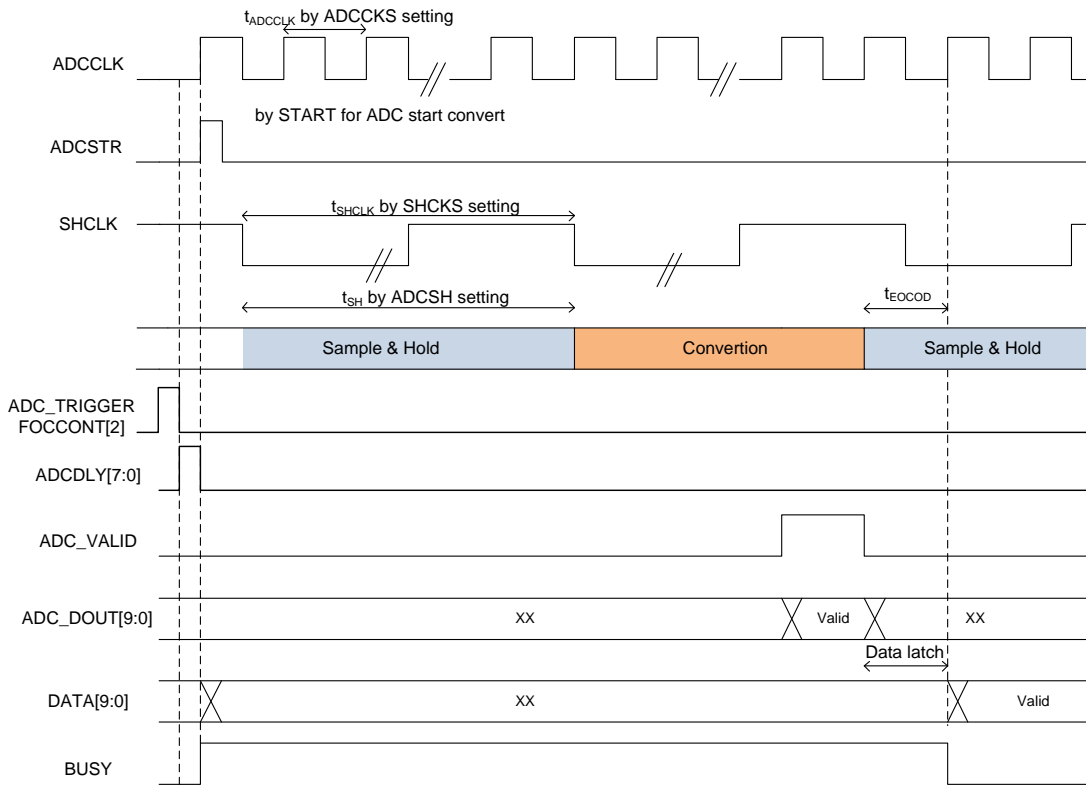 tADCCLK by ADCCKS setting
ADCCLK
by START for ADC start convert
ADCSTR
tSHCLK by SHCKS setting
SHCLK
tSH by ADCSH setting
tEOCOD
Sample & Hold
Convertion
Sample & Hold
ADC_TRIGGER
FOCCONT[2]
ADCDLY[7:0]
ADC_VALID
ADC_DOUT[9:0]
XX
Valid
XX
Data latch
DATA[9:0]
XX
Valid
BUSY